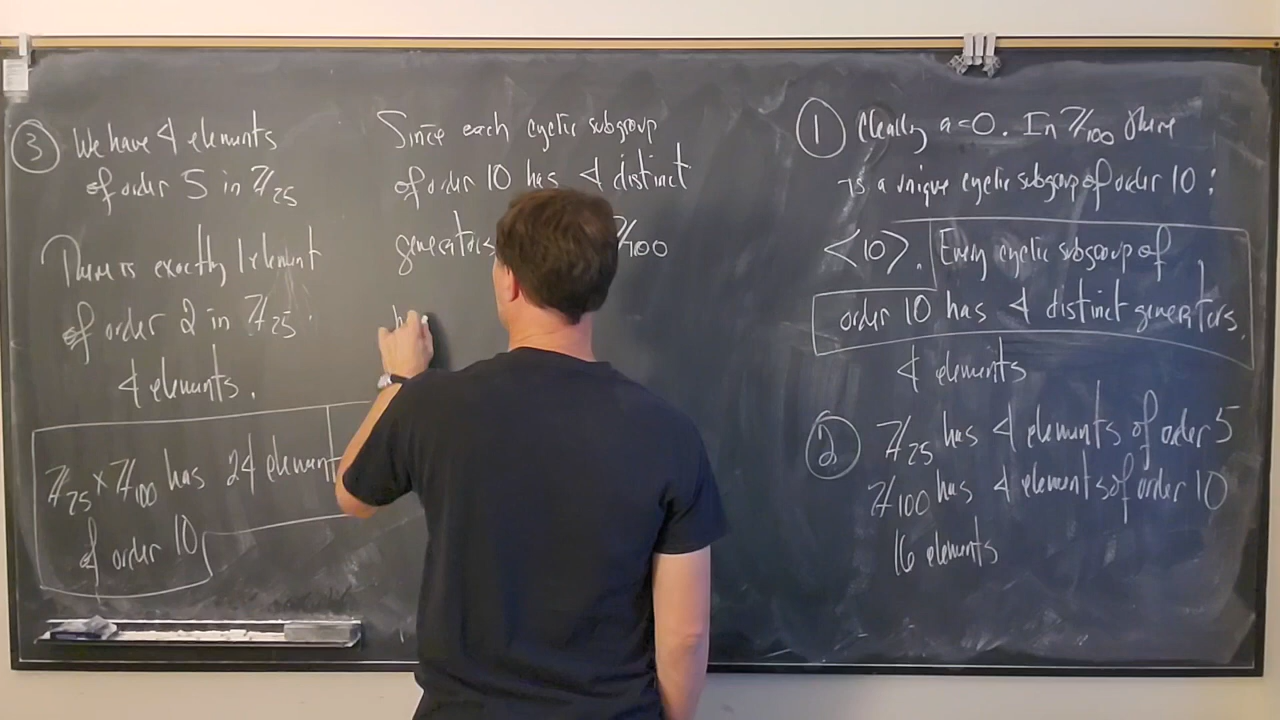 ③ We have 4 elements
of order 5 in ℤ₂₅
There is exactly 1 element
of order 2 in ℤ₂₅.
4 elements.
ℤ₂₅ × ℤ₁₀₀ has 24 element
of order 10
Since each cyclic subgroup
of order 10 has 4 distinct
generators ℤ₁₀₀
① Clearly a=0. In ℤ₁₀₀ there
is a unique cyclic subgroup of order 10:
<10>. Every cyclic subgroup of
order 10 has 4 distinct generators.
4 elements
② ℤ₂₅ has 4 elements of order 5
ℤ₁₀₀ has 4 elements of order 10
16 elements